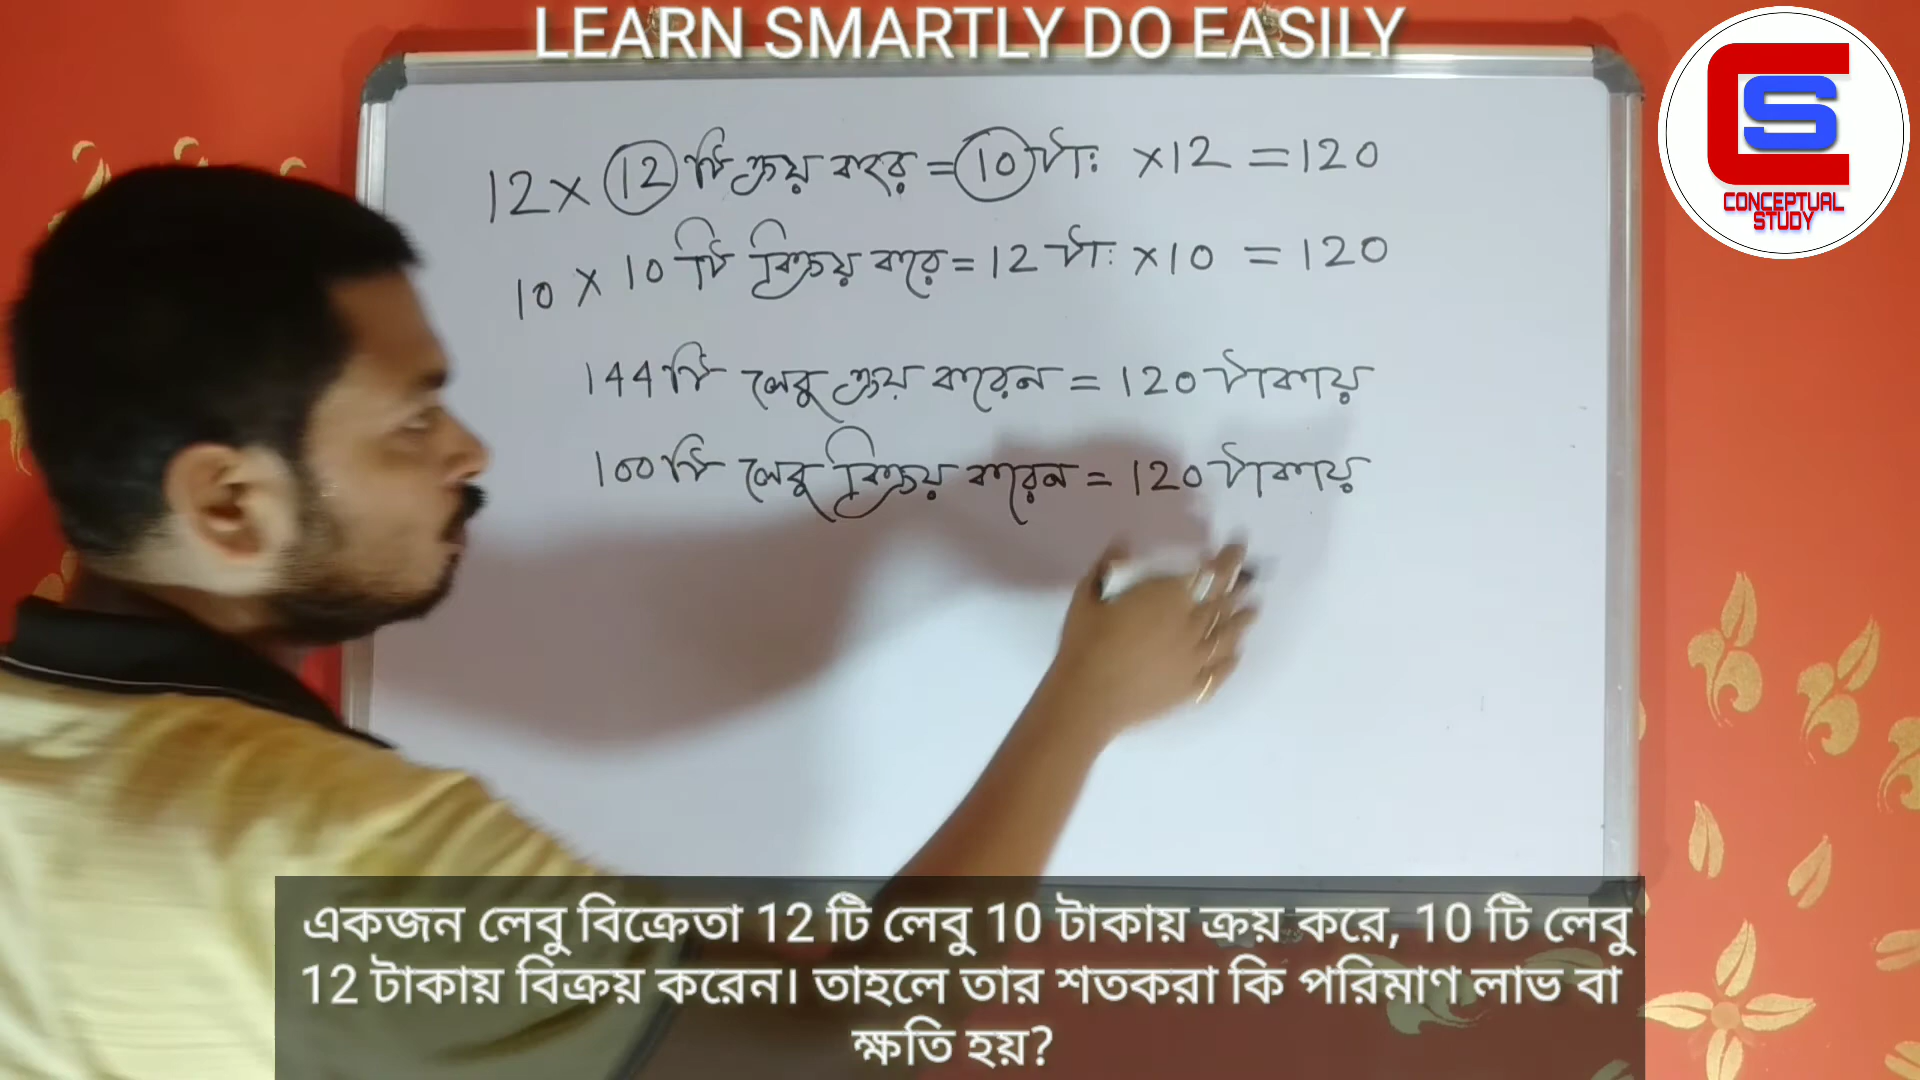 LEARN SMARTLY DO EASILY
CS
CONCEPTUAL
STUDY
12 × 12 টি ক্রয় করে = 10 টাঃ ×12 = 120
10 × 10 টি বিক্রয় করে = 12 টাঃ ×10 = 120
144 টি লেবু ক্রয় করেন = 120 টাকায়
100 টি লেবু বিক্রয় করেন = 120 টাকায়
একজন লেবু বিক্রেতা 12 টি লেবু 10 টাকায় ক্রয় করে, 10 টি লেবু
12 টাকায় বিক্রয় করেন। তাহলে তার শতকরা কি পরিমাণ লাভ বা
ক্ষতি হয়?